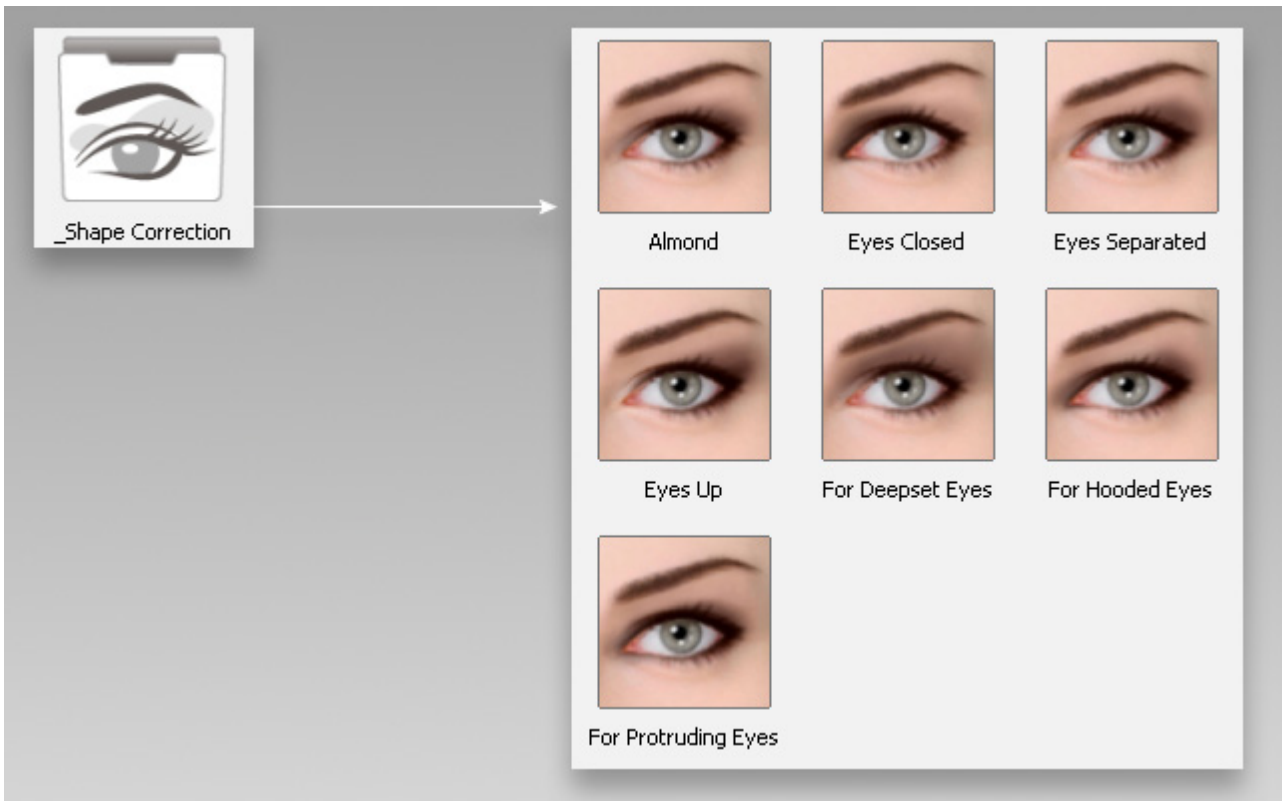 _Shape Correction
Almond
Eyes Closed
Eyes Separated
Eyes Up
For Deepset Eyes
For Hooded Eyes
For Protruding Eyes